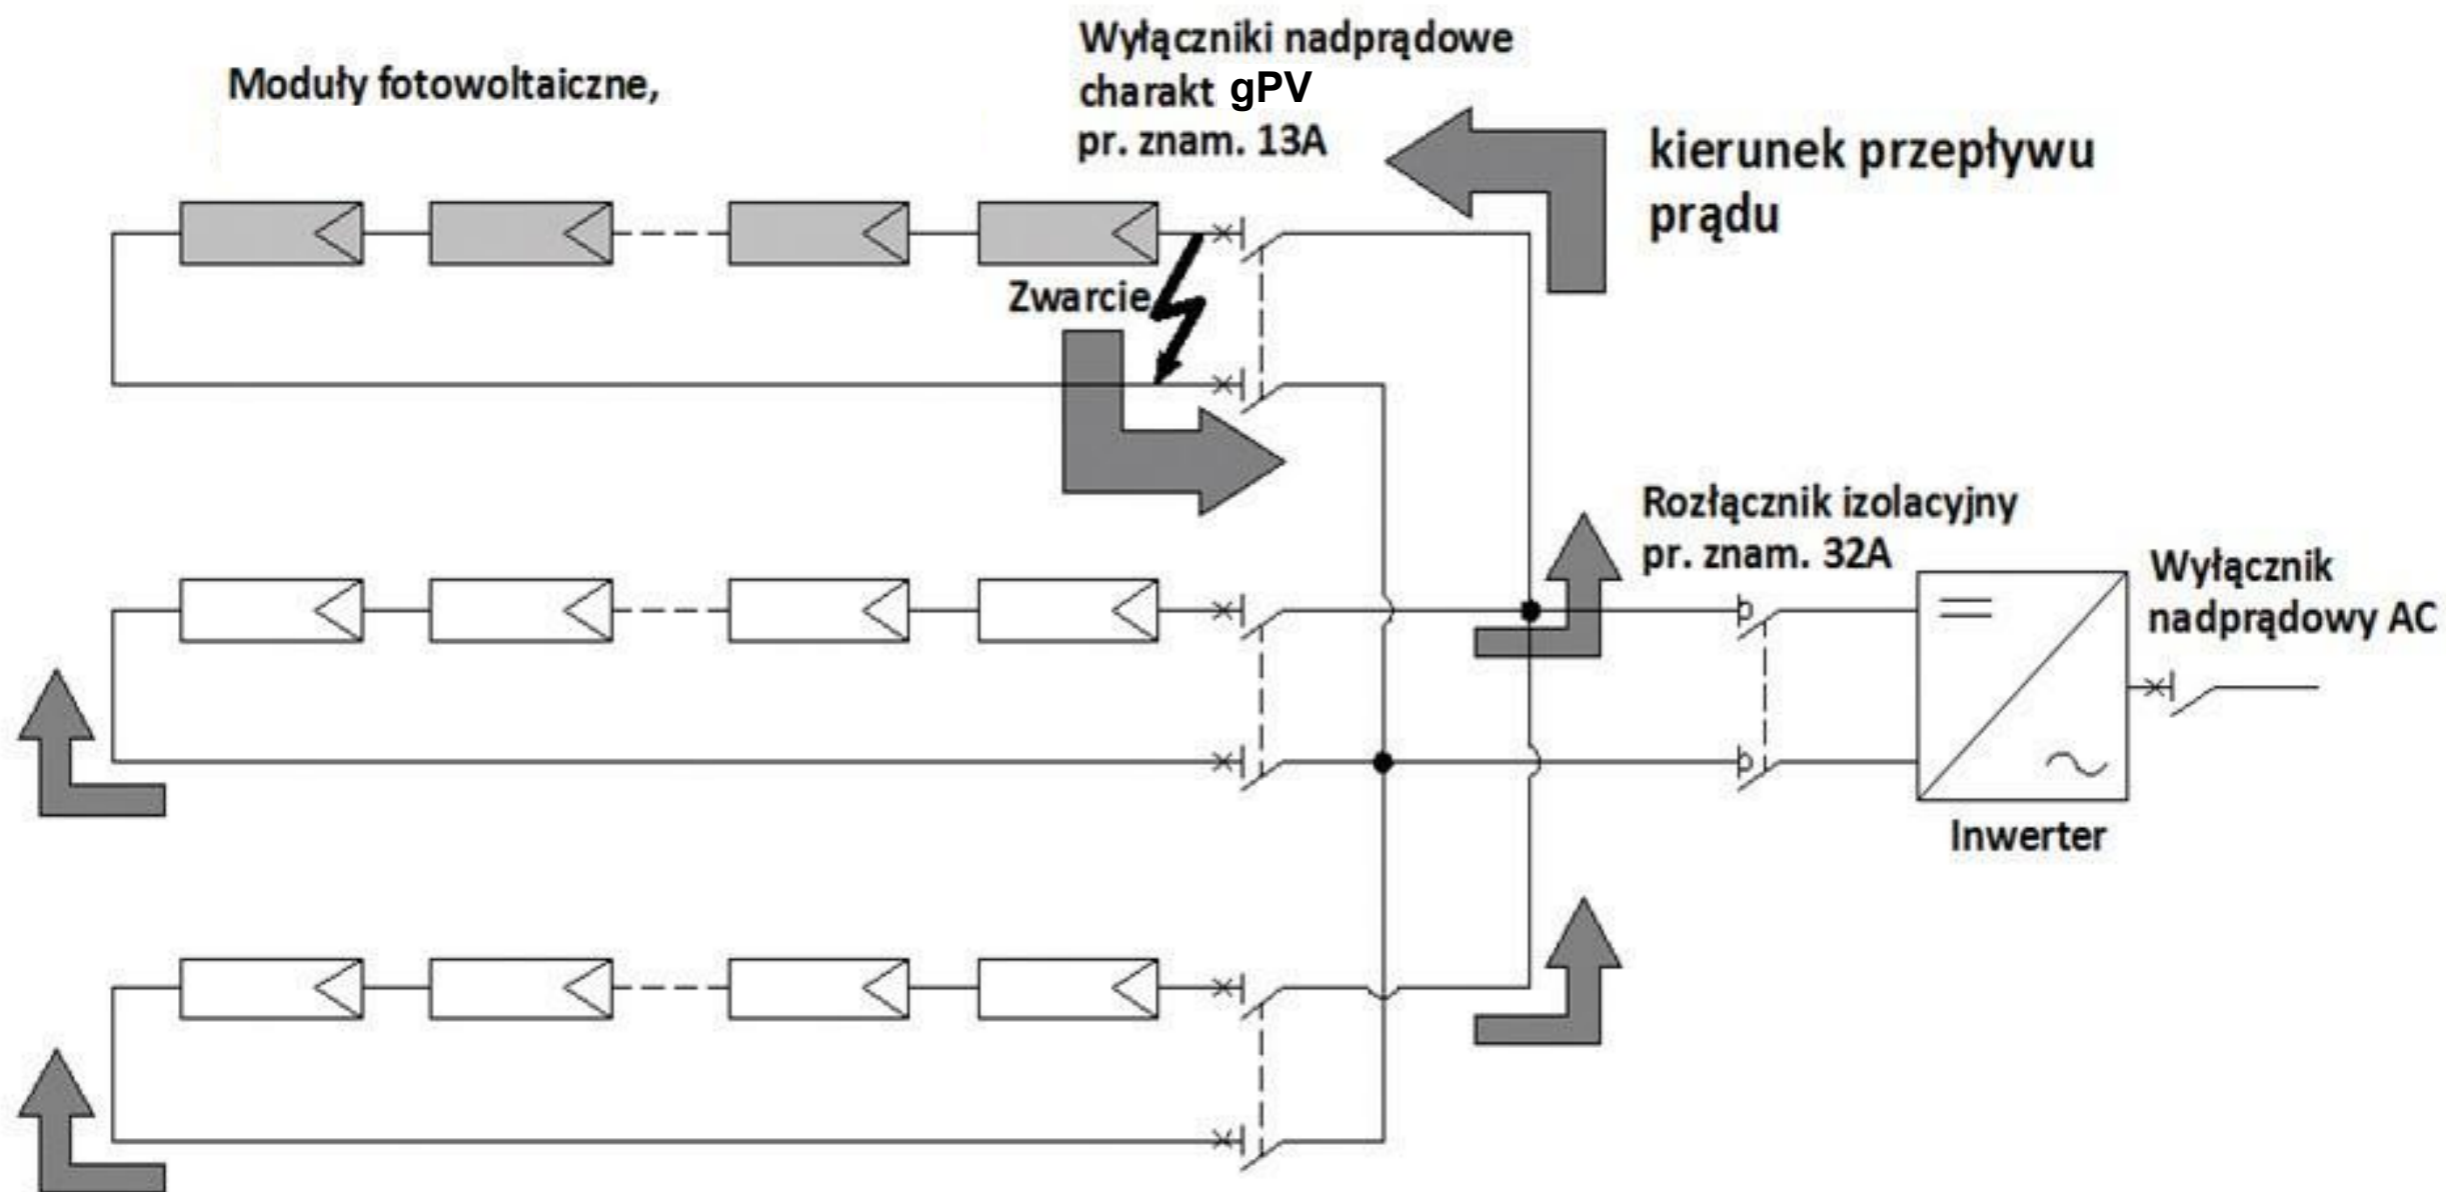 Moduły fotowoltaiczne,
Wyłączniki nadprądowe
charakt gPV
pr. znam. 13A
kierunek przepływu
prądu
Zwarcie
Rozłącznik izolacyjny
pr. znam. 32A
Wyłącznik
nadprądowy AC
Inwerter